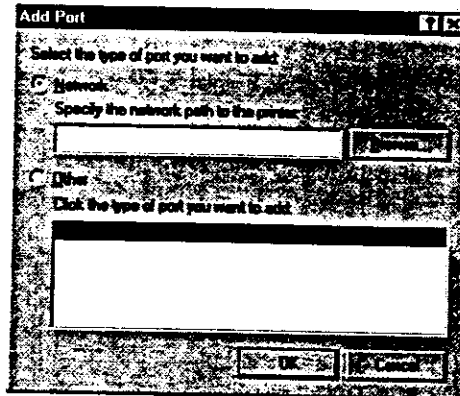 Add Port
Select the type of port you want to add:
Network
Specify the network path to the printer:
Browse...
Other
Click the type of port you want to add.
OK
Cancel